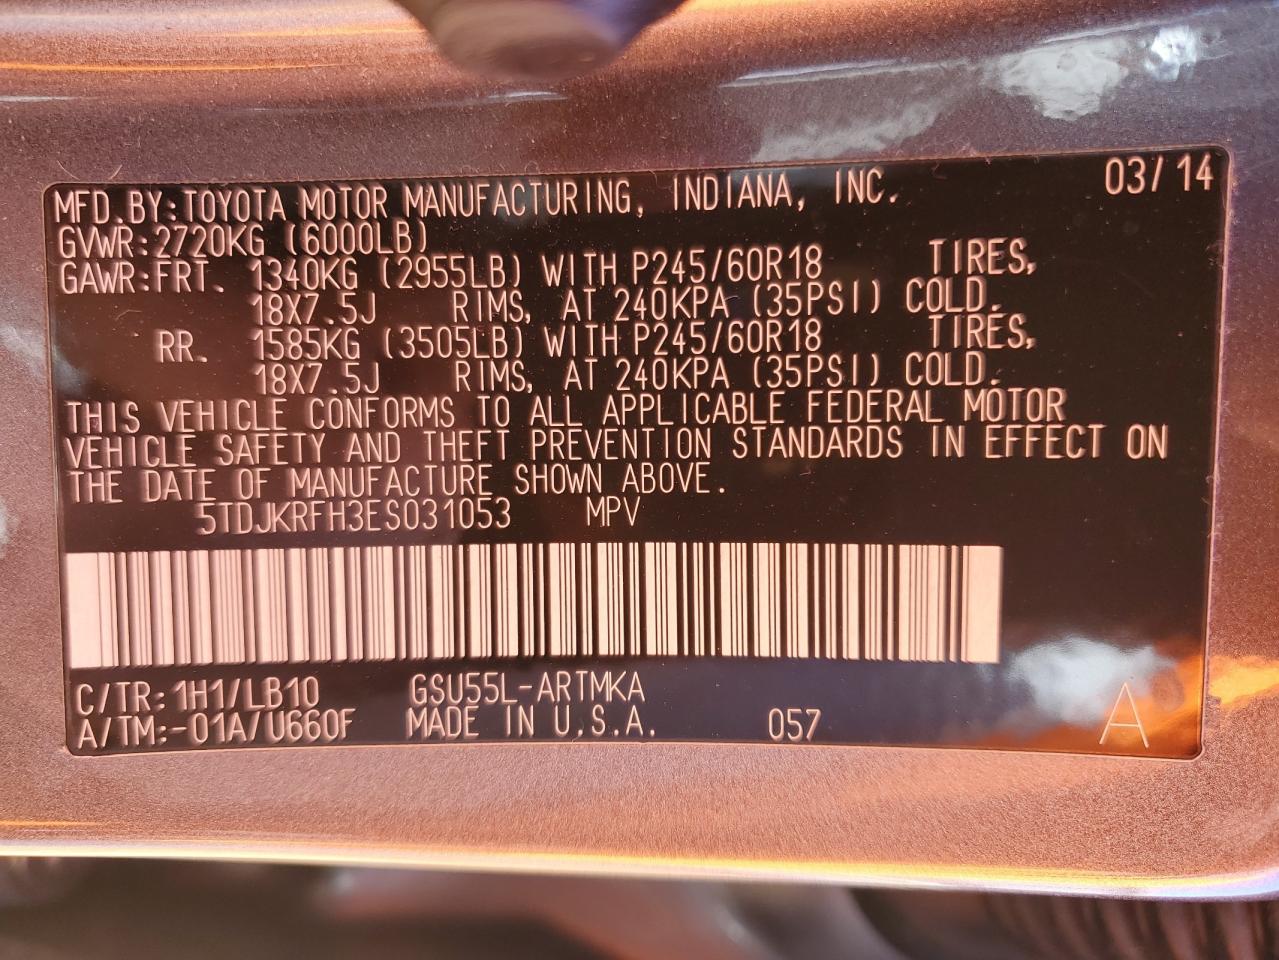 MFD.BY:TOYOTA MOTOR MANUFACTURING, INDIANA, INC. 03/14
GVWR:2720KG (6000LB)
GAWR:FRT. 1340KG (2955LB) WITH P245/60R18 TIRES,
18X7.5J RIMS, AT 240KPA (35PSI) COLD.
RR. 1585KG (3505LB) WITH P245/60R18 TIRES,
18X7.5J RIMS, AT 240KPA (35PSI) COLD.
THIS VEHICLE CONFORMS TO ALL APPLICABLE FEDERAL MOTOR
VEHICLE SAFETY AND THEFT PREVENTION STANDARDS IN EFFECT ON
THE DATE OF MANUFACTURE SHOWN ABOVE.
5TDJKRFH3ES031053 MPV
C/TR:1H1/LB10 GSU55L-ARTMKA
A/TM:-01A/U660F MADE IN U.S.A. 057 A